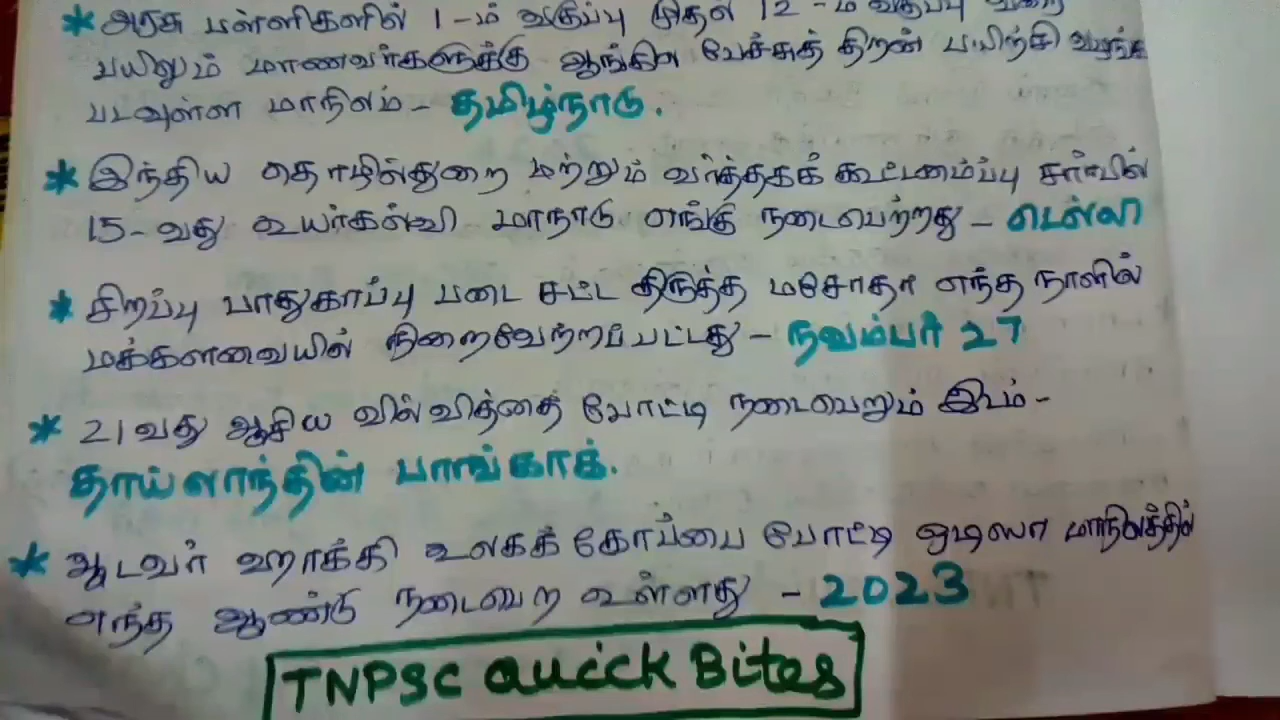 * அரசு பள்ளிகளில் 1-ம் வகுப்பு முதல் 12-ம் வகுப்பு வரை
பயிலும் மாணவர்களுக்கு ஆங்கில பேச்சுத் திறன் பயிற்சி வழங்க
படவுள்ள மாநிலம் - தமிழ்நாடு.
* இந்திய தொழில்துறை மற்றும் வர்த்தகக் கூட்டமைப்பு சார்பில்
15-வது உயர்கல்வி மாநாடு எங்கு நடைபெற்றது - டெல்லி
* சிறப்பு பாதுகாப்பு படை சட்ட திருத்த மசோதா எந்த நாளில்
மக்களவையில் நிறைவேற்றப்பட்டது - நவம்பர் 27
* 21வது ஆசிய வில்வித்தை போட்டி நடைபெறும் இடம் -
தாய்லாந்தின் பாங்காக்.
* ஆடவர் ஹாக்கி உலகக் கோப்பை போட்டி ஒடிஸா மாநிலத்தில்
எந்த ஆண்டு நடைபெற உள்ளது - 2023
TNPSC Quick Bites